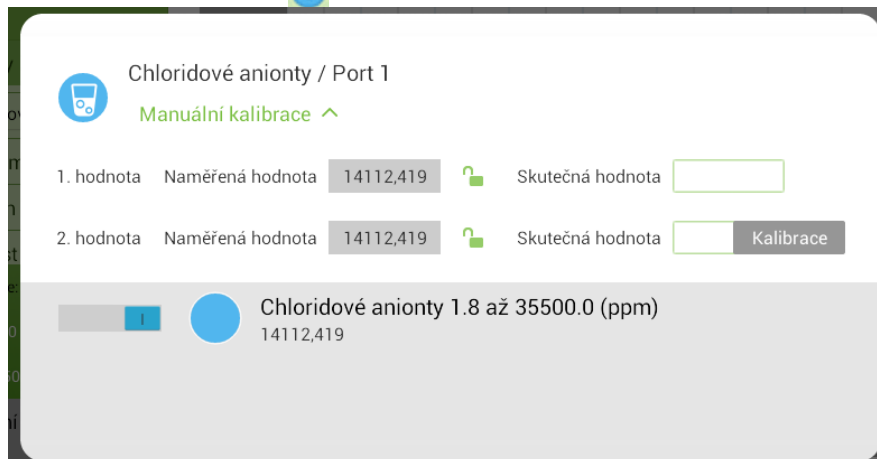 Chloridové anionty / Port 1
Manuální kalibrace
1. hodnota Naměřená hodnota 14112,419 Skutečná hodnota
2. hodnota Naměřená hodnota 14112,419 Skutečná hodnota Kalibrace
Chloridové anionty 1.8 až 35500.0 (ppm)
14112,419